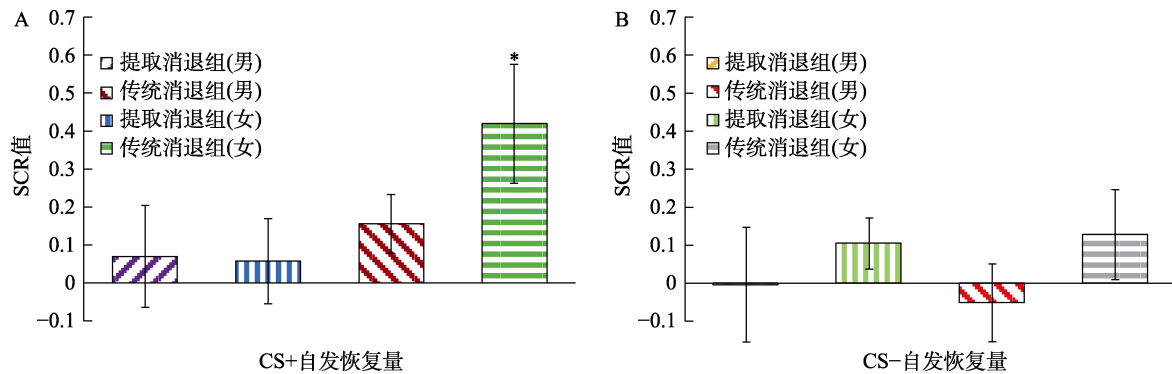 A
0.7
0.6
0.5
0.4
0.3
0.2
0.1
0
−0.1
SCR值
提取消退组(男)
传统消退组(男)
提取消退组(女)
传统消退组(女)
*
CS+自发恢复量
B
0.7
0.6
0.5
0.4
0.3
0.2
0.1
0
−0.1
SCR值
提取消退组(男)
传统消退组(男)
提取消退组(女)
传统消退组(女)
CS−自发恢复量